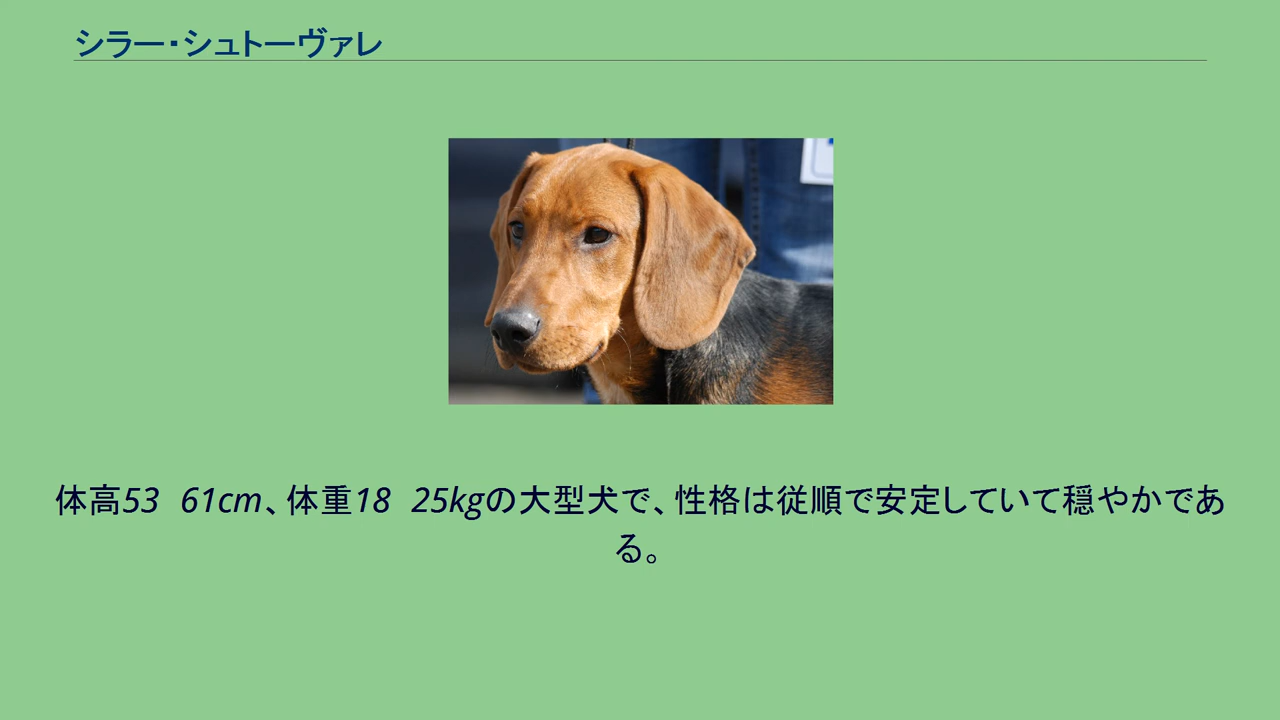 シラー・シュトーヴァレ
体高53 61cm、体重18 25kgの大型犬で、性格は従順で安定していて穏やかであ
る。